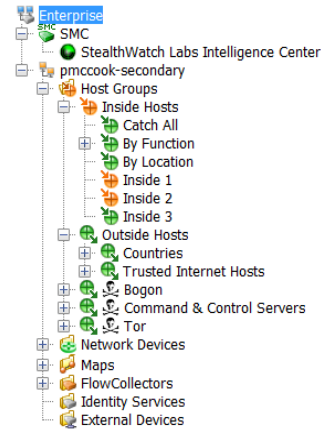 Enterprise
SMC
SMC
StealthWatch Labs Intelligence Center
pmccook-secondary
Host Groups
Inside Hosts
Catch All
By Function
By Location
Inside 1
Inside 2
Inside 3
Outside Hosts
Countries
Trusted Internet Hosts
Bogon
Command & Control Servers
Tor
Network Devices
Maps
FlowCollectors
Identity Services
External Devices